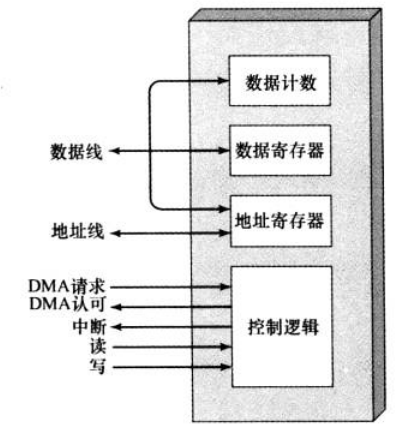 数据计数
数据线
数据寄存器
地址线
地址寄存器
DMA请求
DMA认可
中断
控制逻辑
读
写